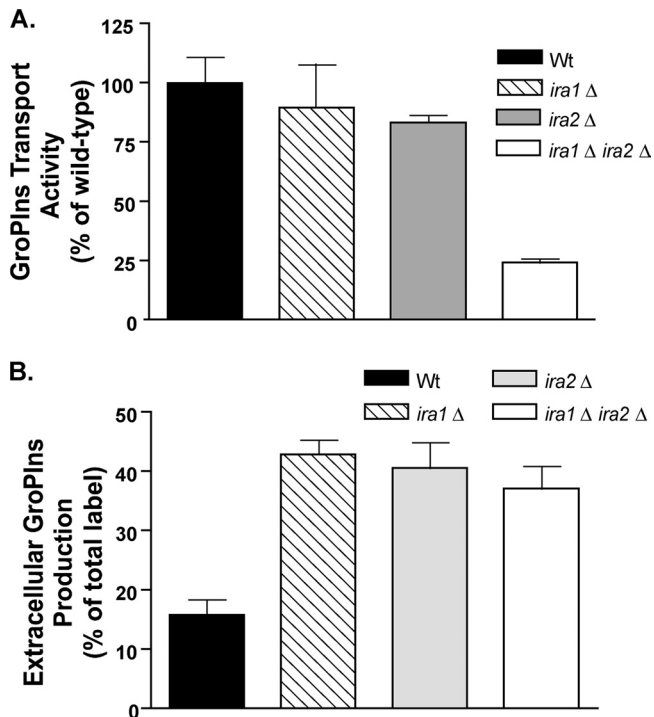 A.
GroPIns Transport
Activity
(% of wild-type)
125
100
75
50
25
0
Wt
ira1 Δ
ira2 Δ
ira1 Δ ira2 Δ
B.
Extracellular GroPIns
Production
(% of total label)
50
40
30
20
10
0
Wt
ira1 Δ
ira2 Δ
ira1 Δ ira2 Δ